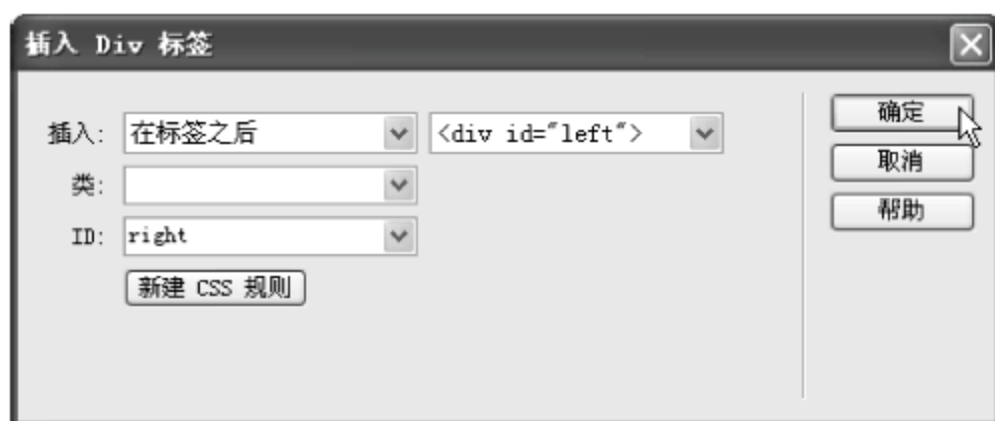 插入 Div 标签
插入: 在标签之后 <div id="left"> 确定
取消
类:
帮助
ID: right
新建 CSS 规则